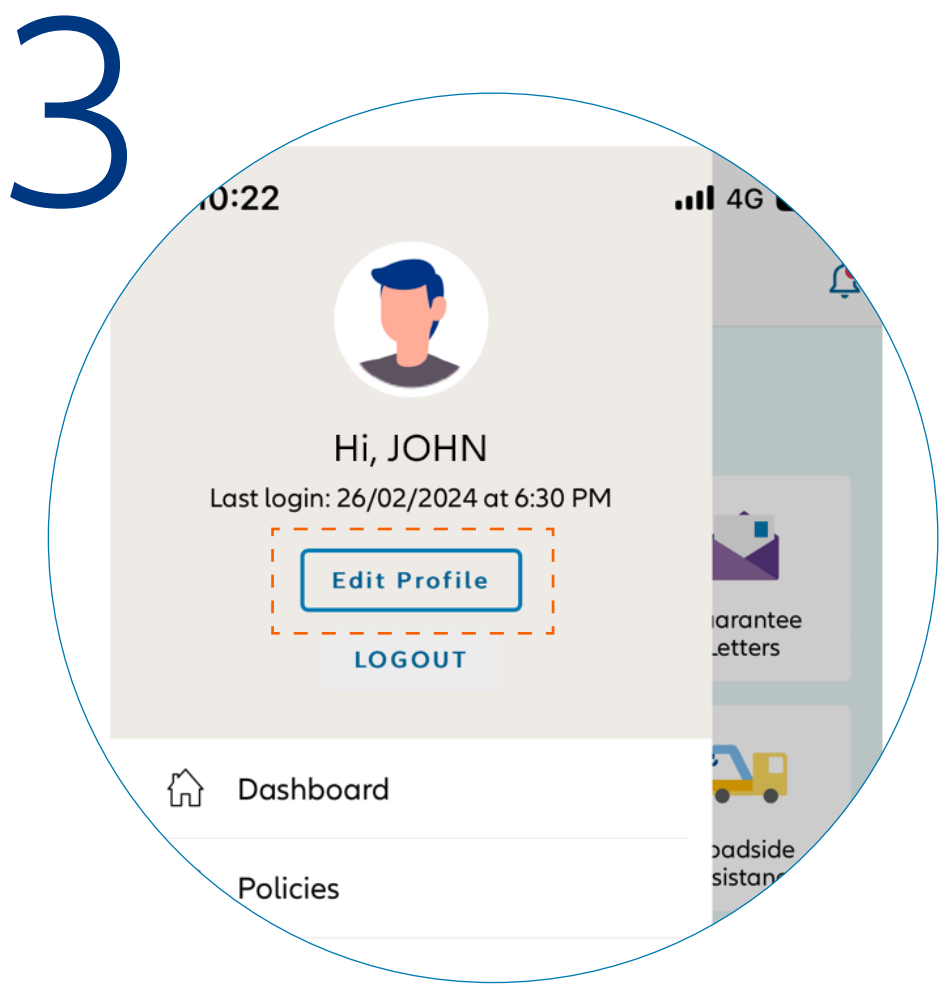 3
10:22
4G
Hi, JOHN
Last login: 26/02/2024 at 6:30 PM
Edit Profile
LOGOUT
Dashboard
Policies
Letters